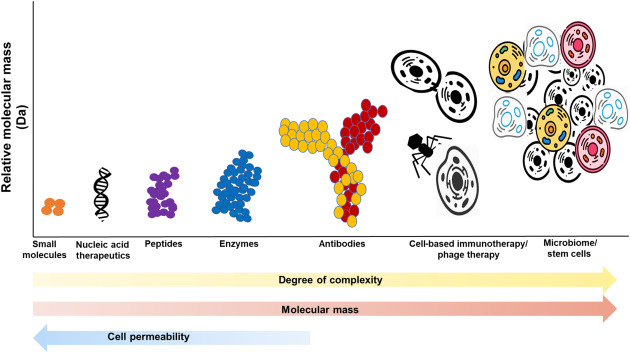 Relative molecular mass
(Da)
Small
molecules
Nucleic acid
therapeutics
Peptides
Enzymes
Antibodies
Cell-based immunotherapy/
phage therapy
Microbiome/
stem cells
Degree of complexity
Molecular mass
Cell permeability